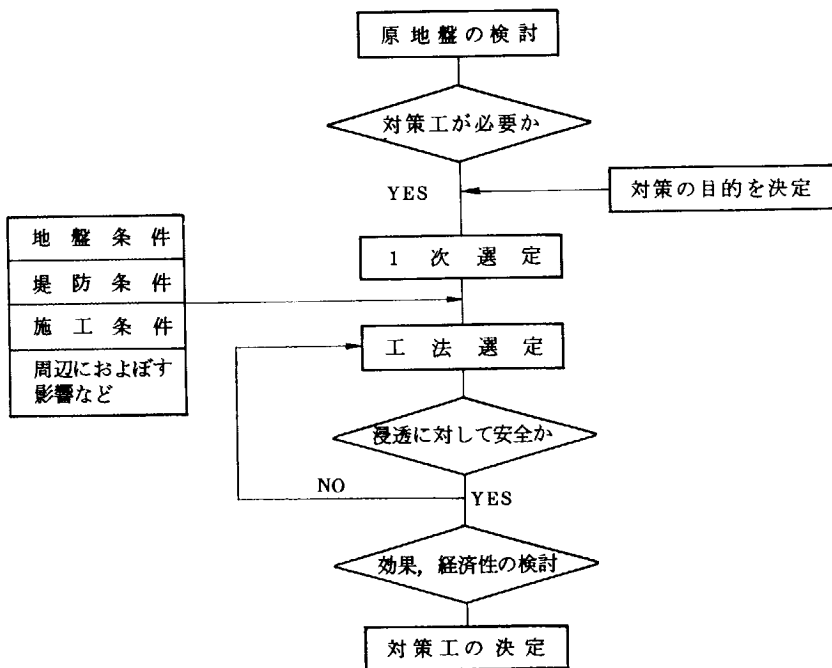 原地盤の検討
対策工が必要か
YES
対策の目的を決定
1次選定
地盤条件
堤防条件
施工条件
周辺におよぼす
影響など
工法選定
浸透に対して安全か
NO
YES
効果，経済性の検討
対策工の決定